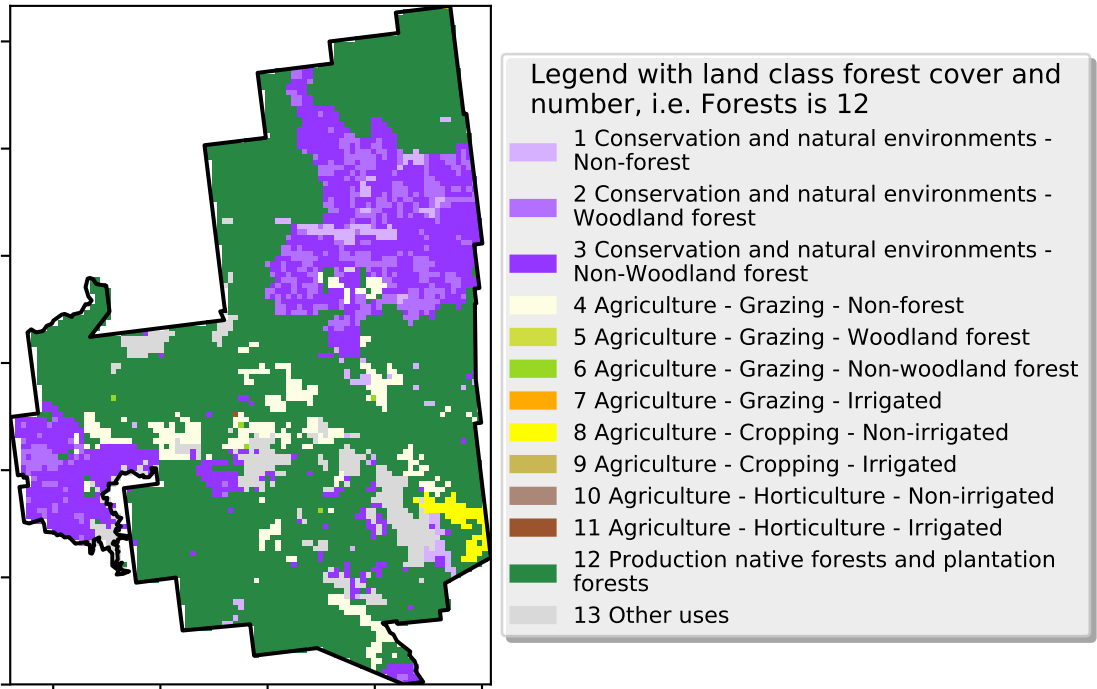 Legend with land class forest cover and
number, i.e. Forests is 12
1 Conservation and natural environments -
Non-forest
2 Conservation and natural environments -
Woodland forest
3 Conservation and natural environments -
Non-Woodland forest
4 Agriculture - Grazing - Non-forest
5 Agriculture - Grazing - Woodland forest
6 Agriculture - Grazing - Non-woodland forest
7 Agriculture - Grazing - Irrigated
8 Agriculture - Cropping - Non-irrigated
9 Agriculture - Cropping - Irrigated
10 Agriculture - Horticulture - Non-irrigated
11 Agriculture - Horticulture - Irrigated
12 Production native forests and plantation
forests
13 Other uses